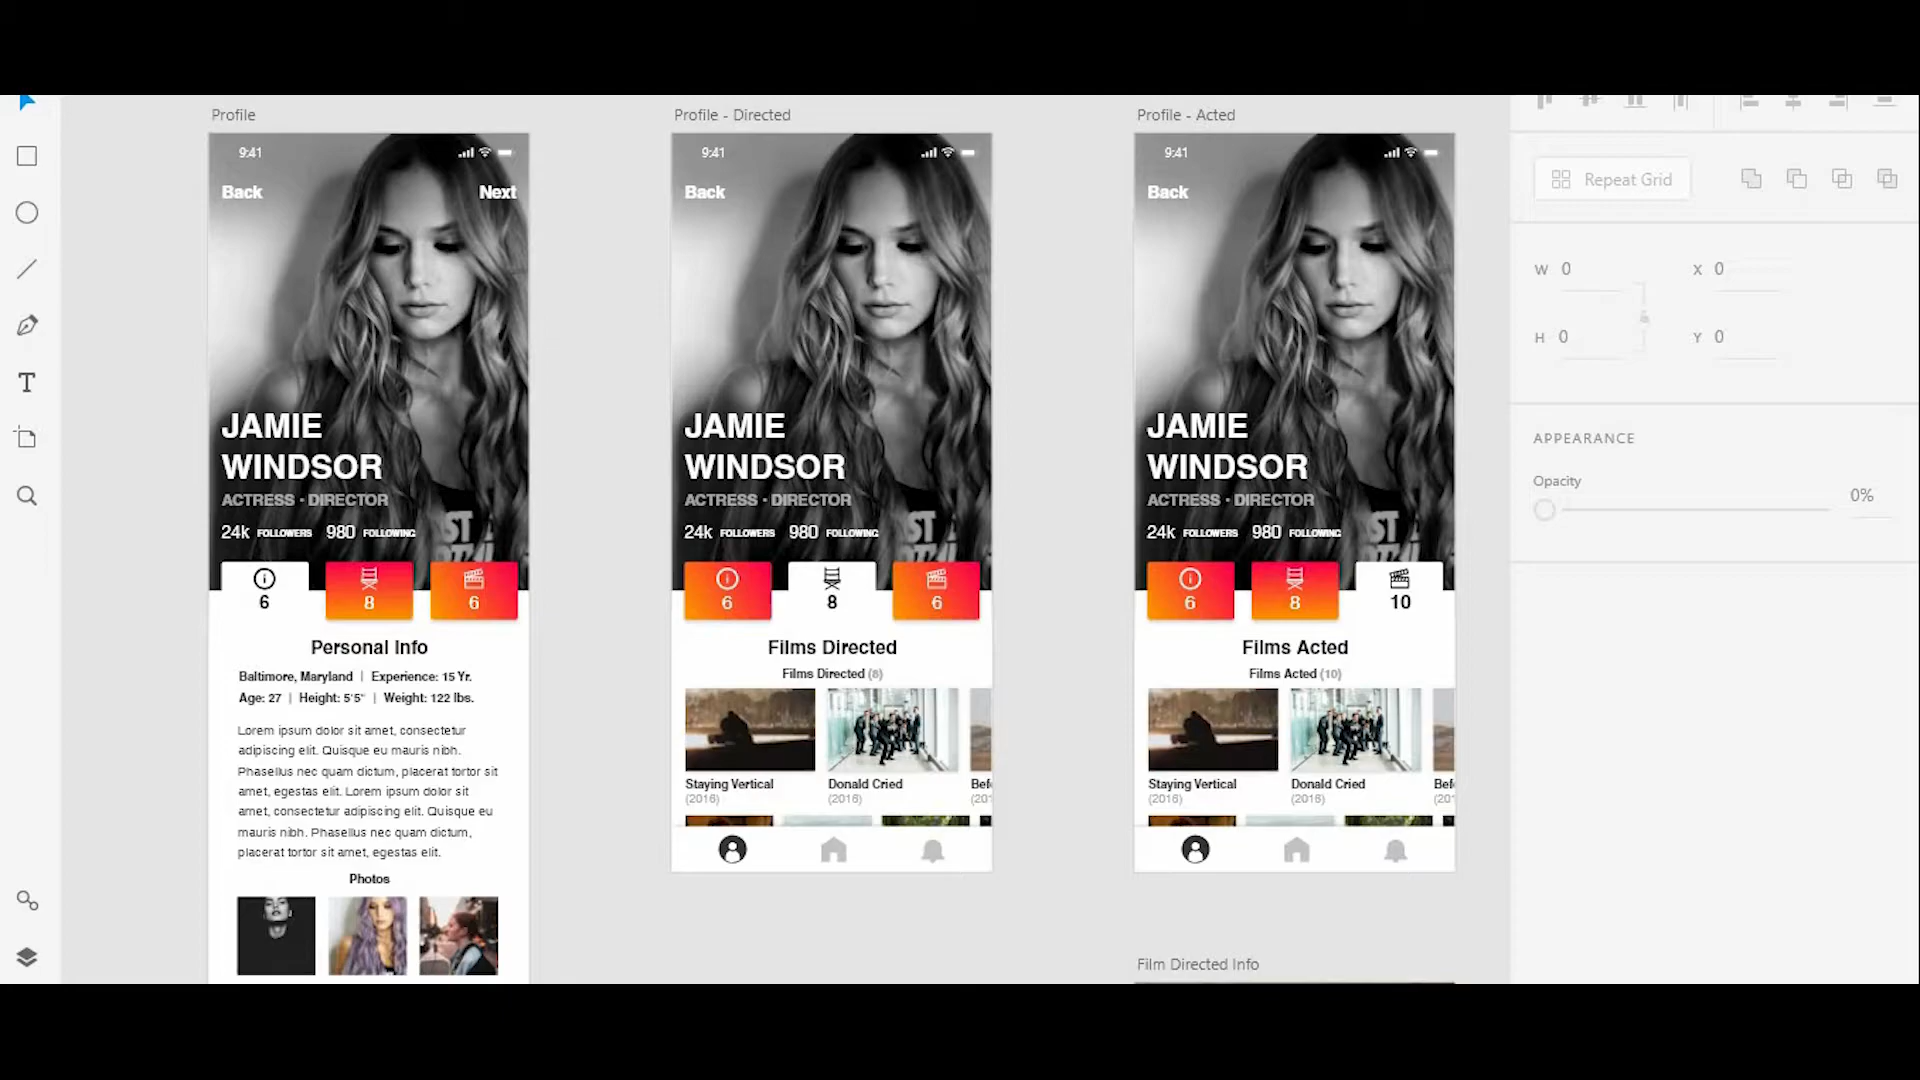 Profile
9:41
Back
Next
JAMIE
WINDSOR
ACTRESS • DIRECTOR
24k FOLLOWERS 980 FOLLOWING
6
8
6
Personal Info
Baltimore, Maryland | Experience: 15 Yr.
Age: 27 | Height: 5'5" | Weight: 122 lbs.
Lorem ipsum dolor sit amet, consectetur
adipiscing elit. Quisque eu mauris nibh.
Phasellus nec quam dictum, placerat tortor sit
amet, egestas elit. Lorem ipsum dolor sit
amet, consectetur adipiscing elit. Quisque eu
mauris nibh. Phasellus nec quam dictum,
placerat tortor sit amet, egestas elit.
Photos
Profile - Directed
9:41
Back
JAMIE
WINDSOR
ACTRESS • DIRECTOR
24k FOLLOWERS 980 FOLLOWING
6
8
6
Films Directed
Films Directed (8)
Staying Vertical
(2016)
Donald Cried
(2016)
Bef
(201
Profile - Acted
9:41
Back
JAMIE
WINDSOR
ACTRESS • DIRECTOR
24k FOLLOWERS 980 FOLLOWING
6
8
10
Films Acted
Films Acted (10)
Staying Vertical
(2016)
Donald Cried
(2016)
Bef
(201
Film Directed Info
Repeat Grid
W 0
X 0
H 0
Y 0
APPEARANCE
Opacity
0%